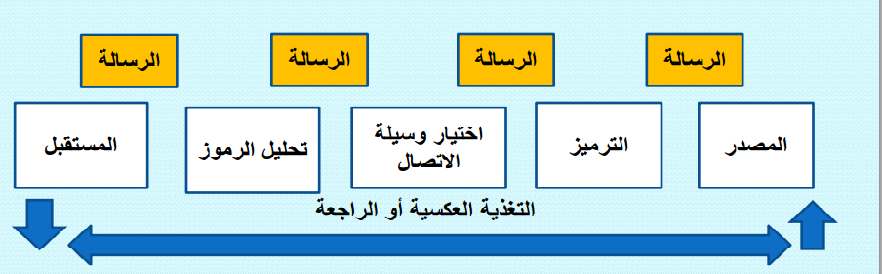 الرسالة
الرسالة
الرسالة
الرسالة
المصدر
الترميز
اختيار وسيلة
الاتصال
تحليل الرموز
المستقبل
التغذية العكسية أو الراجعة